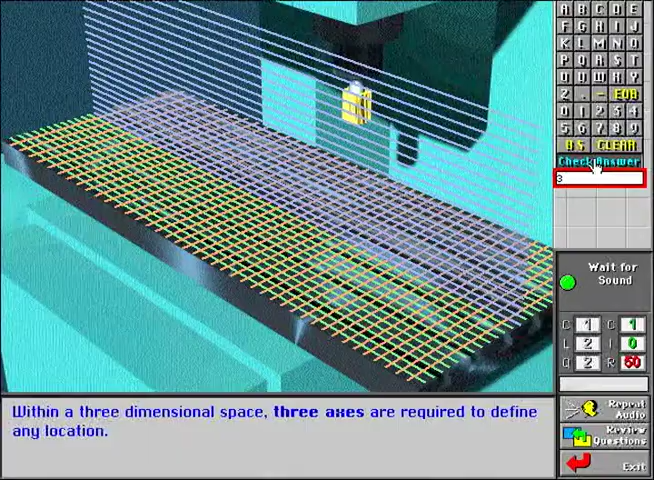 A B C D E
F G H I J
K L M N O
P Q R S T
U V W X Y
Z . - EOB
0 1 2 3 4
5 6 7 8 9
BS CLEAR
Check Answer
3
Wait for
Sound
C 1 C 1
L 2 I 0
Q 2 R 60
Within a three dimensional space, three axes are required to define
any location.
Repeat
Audio
Review
Questions
Exit